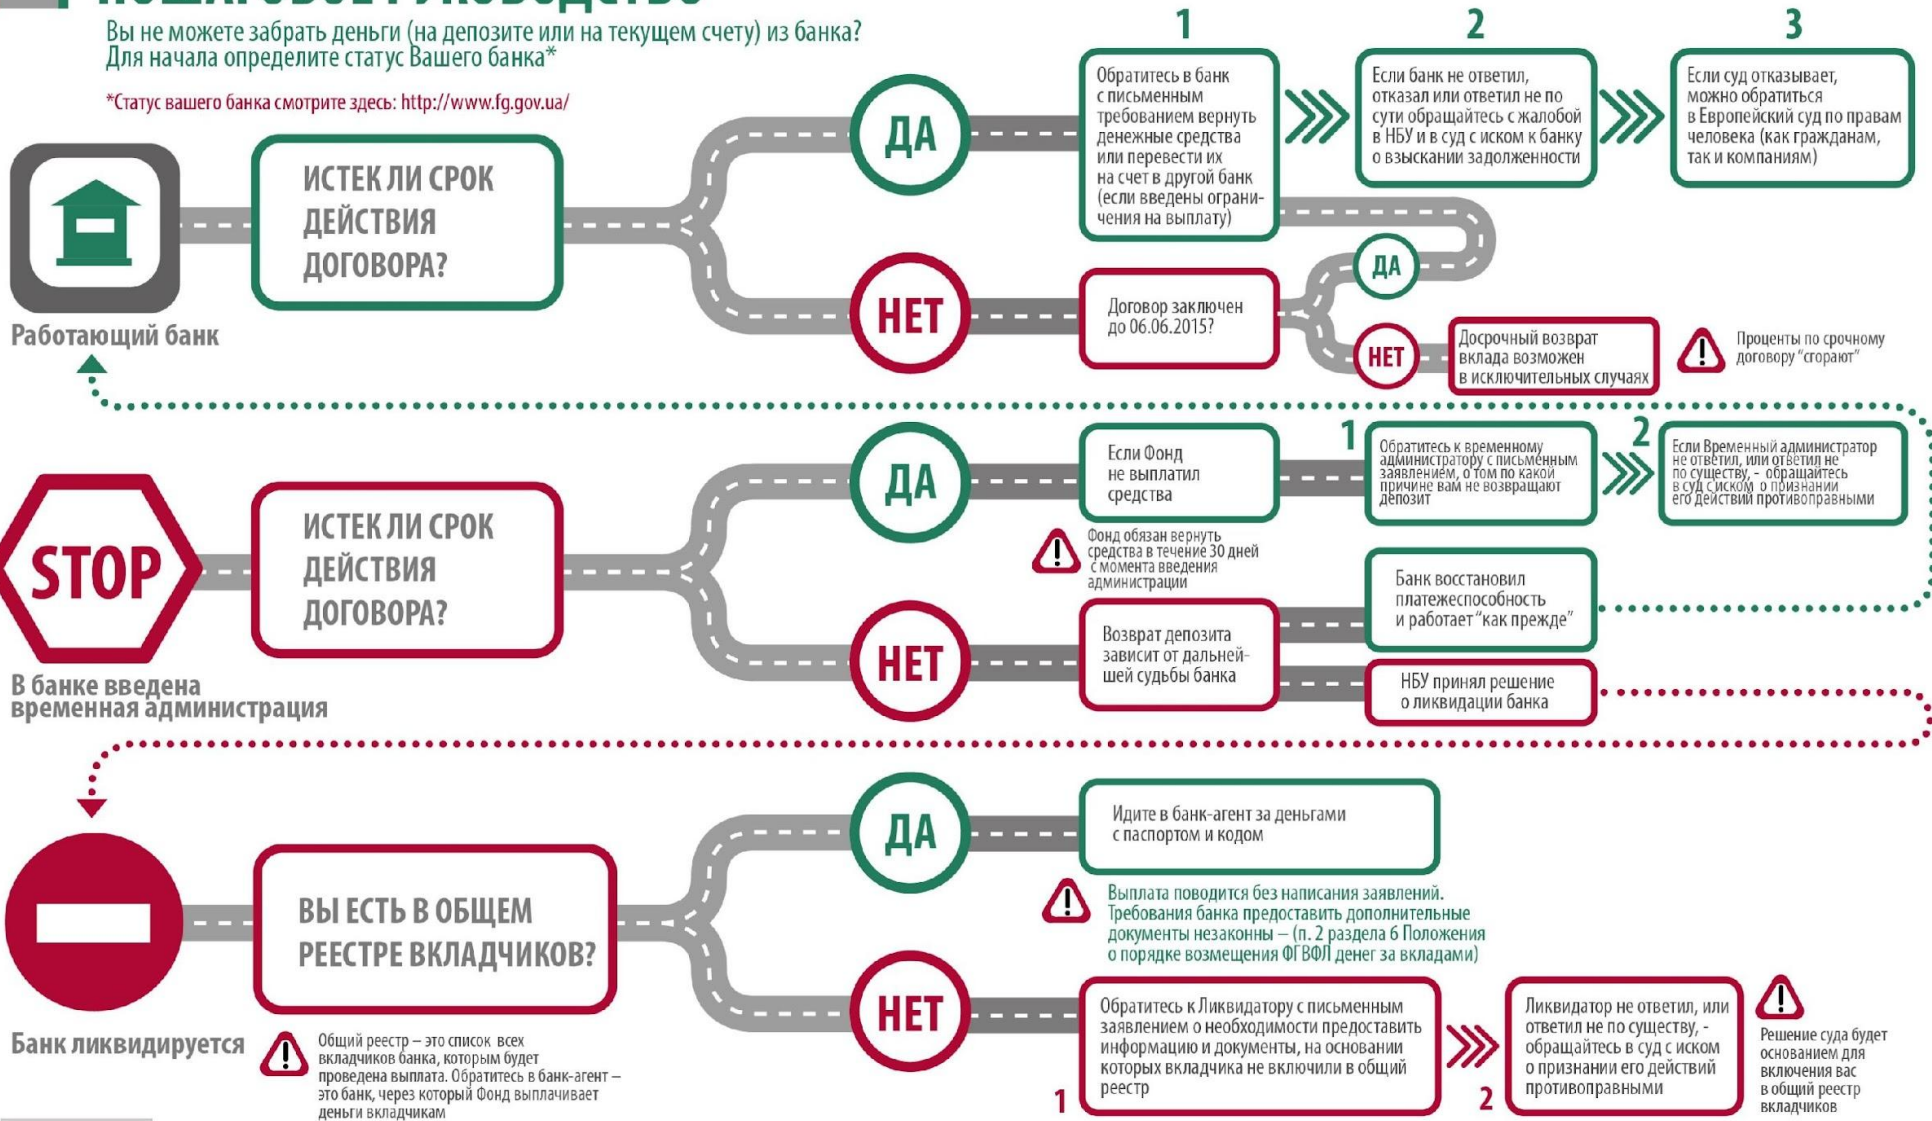 ПОШАГОВОЕ РУКОВОДСТВО
Вы не можете забрать деньги (на депозите или на текущем счету) из банка?
Для начала определите статус Вашего банка*
*Статус вашего банка смотрите здесь: http://www.fg.gov.ua/
Работающий банк
ИСТЕК ЛИ СРОК
ДЕЙСТВИЯ
ДОГОВОРА?
ДА
1
Обратитесь в банк
с письменным
требованием вернуть
денежные средства
или перевести их
на счет в другой банк
(если введены ограни-
чения на выплату)
2
Если банк не ответил,
отказал или ответил не по
сути обращайтесь с жалобой
в НБУ и в суд с иском к банку
о взыскании задолженности
3
Если суд отказывает,
можно обратиться
в Европейский суд по правам
человека (как гражданам,
так и компаниям)
НЕТ
Договор заключен
до 06.06.2015?
ДА
НЕТ
Досрочный возврат
вклада возможен
в исключительных случаях
Проценты по срочному
договору "сгорают"
STOP
В банке введена
временная администрация
ИСТЕК ЛИ СРОК
ДЕЙСТВИЯ
ДОГОВОРА?
ДА
Если Фонд
не выплатил
средства
Фонд обязан вернуть
средства в течение 30 дней
с момента введения
администрации
1
Обратитесь к временному
администратору с письменным
заявлением, о том по какой
причине вам не возвращают
депозит
2
Если Временный администратор
не ответил, или ответил не
по существу, - обращайтесь
в суд с иском о признании
его действий противоправными
НЕТ
Возврат депозита
зависит от дальней-
шей судьбы банка
Банк восстановил
платежеспособность
и работает "как прежде"
НБУ принял решение
о ликвидации банка
Банк ликвидируется
ВЫ ЕСТЬ В ОБЩЕМ
РЕЕСТРЕ ВКЛАДЧИКОВ?
Общий реестр – это список всех
вкладчиков банка, которым будет
проведена выплата. Обратитесь в банк-агент –
это банк, через который Фонд выплачивает
деньги вкладчикам
ДА
Идите в банк-агент за деньгами
с паспортом и кодом
Выплата поводится без написания заявлений.
Требования банка предоставить дополнительные
документы незаконны – (п. 2 раздела 6 Положения
о порядке возмещения ФГВФЛ денег за вкладами)
НЕТ
1
Обратитесь к Ликвидатору с письменным
заявлением о необходимости предоставить
информацию и документы, на основании
которых вкладчика не включили в общий
реестр
2
Ликвидатор не ответил, или
ответил не по существу, -
обращайтесь в суд с иском
о признании его действий
противоправными
Решение суда будет
основанием для
включения вас
в общий реестр
вкладчиков